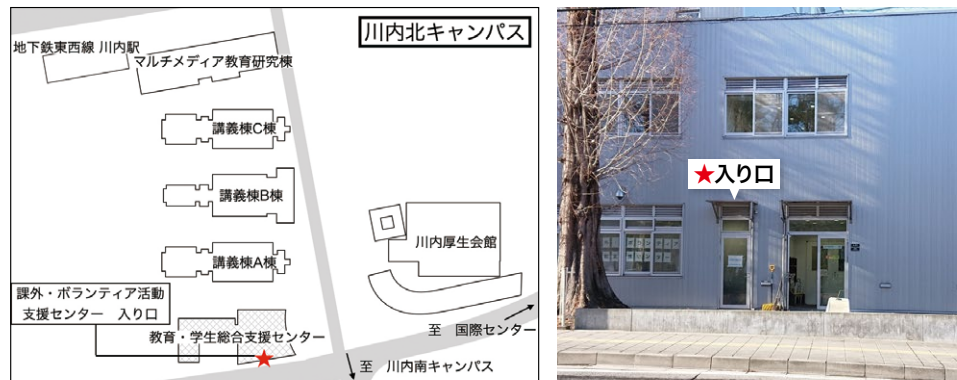 川内北キャンパス
地下鉄東西線 川内駅
マルチメディア教育研究棟
講義棟C棟
講義棟B棟
講義棟A棟
川内厚生会館
課外・ボランティア活動
支援センター 入り口
教育・学生総合支援センター
至 国際センター
至 川内南キャンパス
★入り口